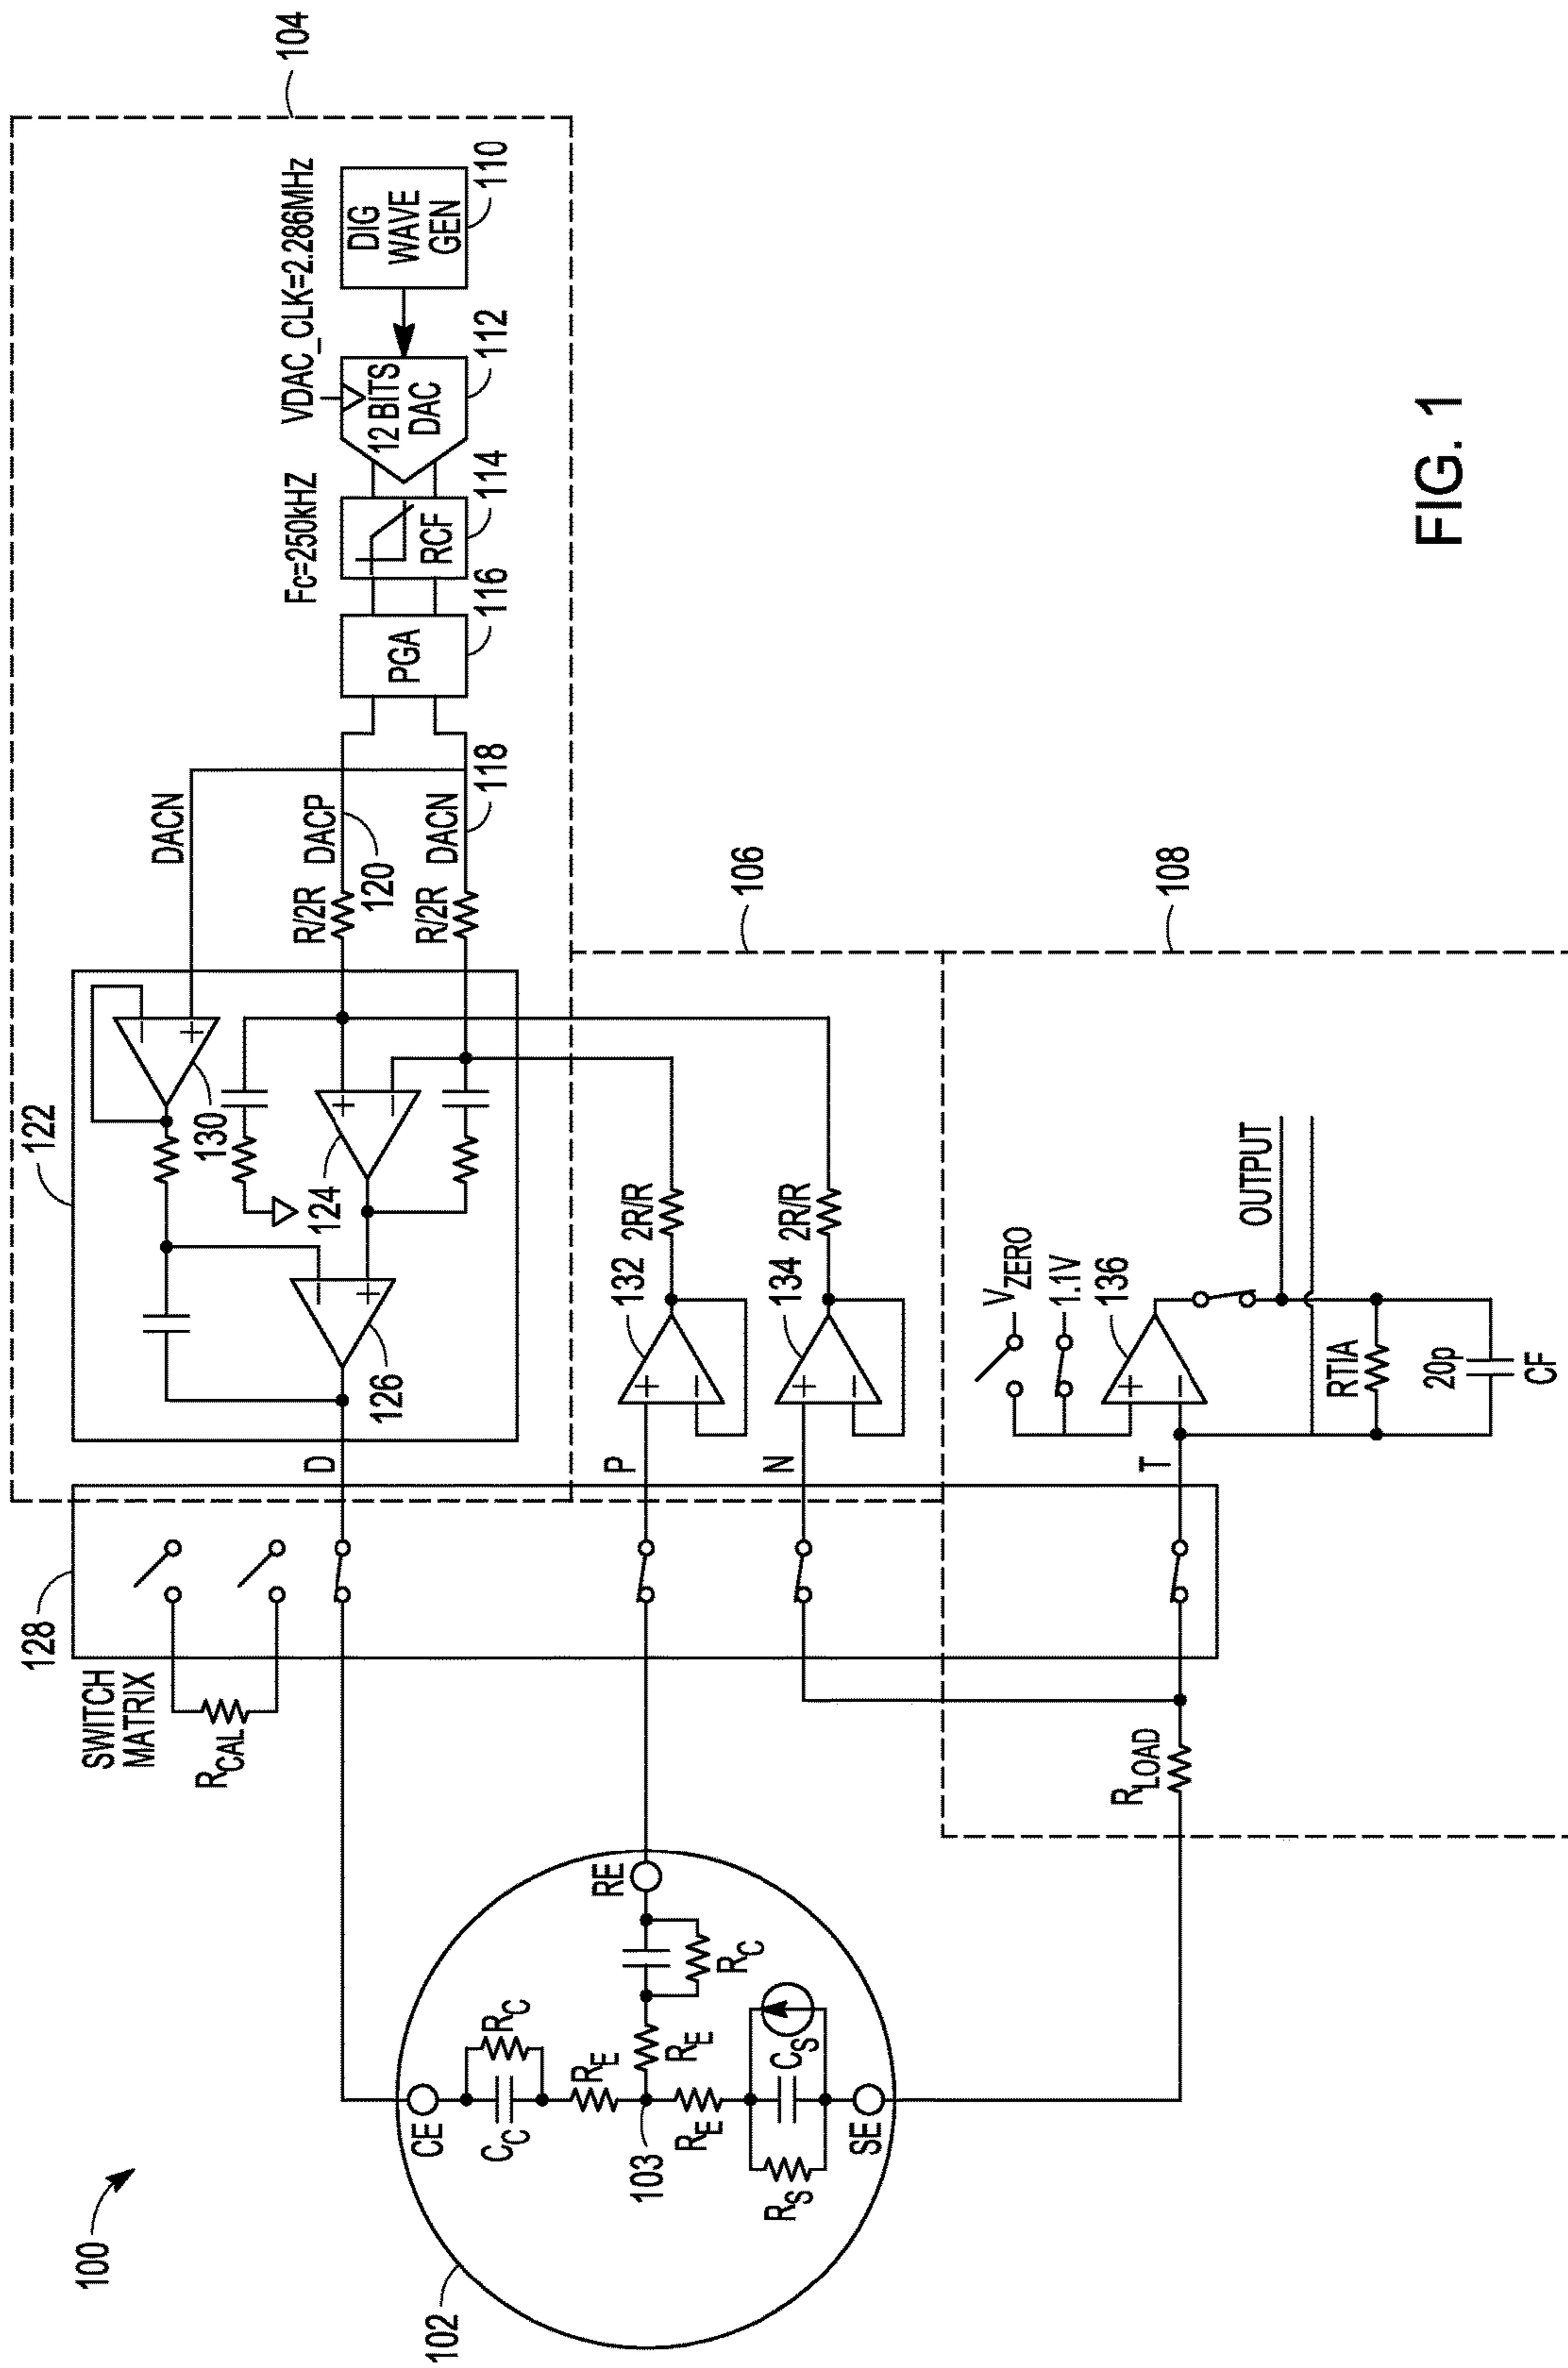 104
VDAC_CLK=2.286MHz
DIG
WAVE
GEN
110
12 BITS
DAC
112
Fc=250kHZ
RCF
114
PGA
116
DACN
DACP
DACN
118
120
R/2R
R/2R
122
130
124
126
128
SWITCH
MATRIX
RCAL
D
P
N
T
106
132
2R/R
134
2R/R
108
VZERO
1.1V
136
OUTPUT
RTIA
20p
CF
RLOAD
100
102
CE
CC
RC
RE
103
RE
RC
RE
RE
RS
CS
SE
FIG. 1